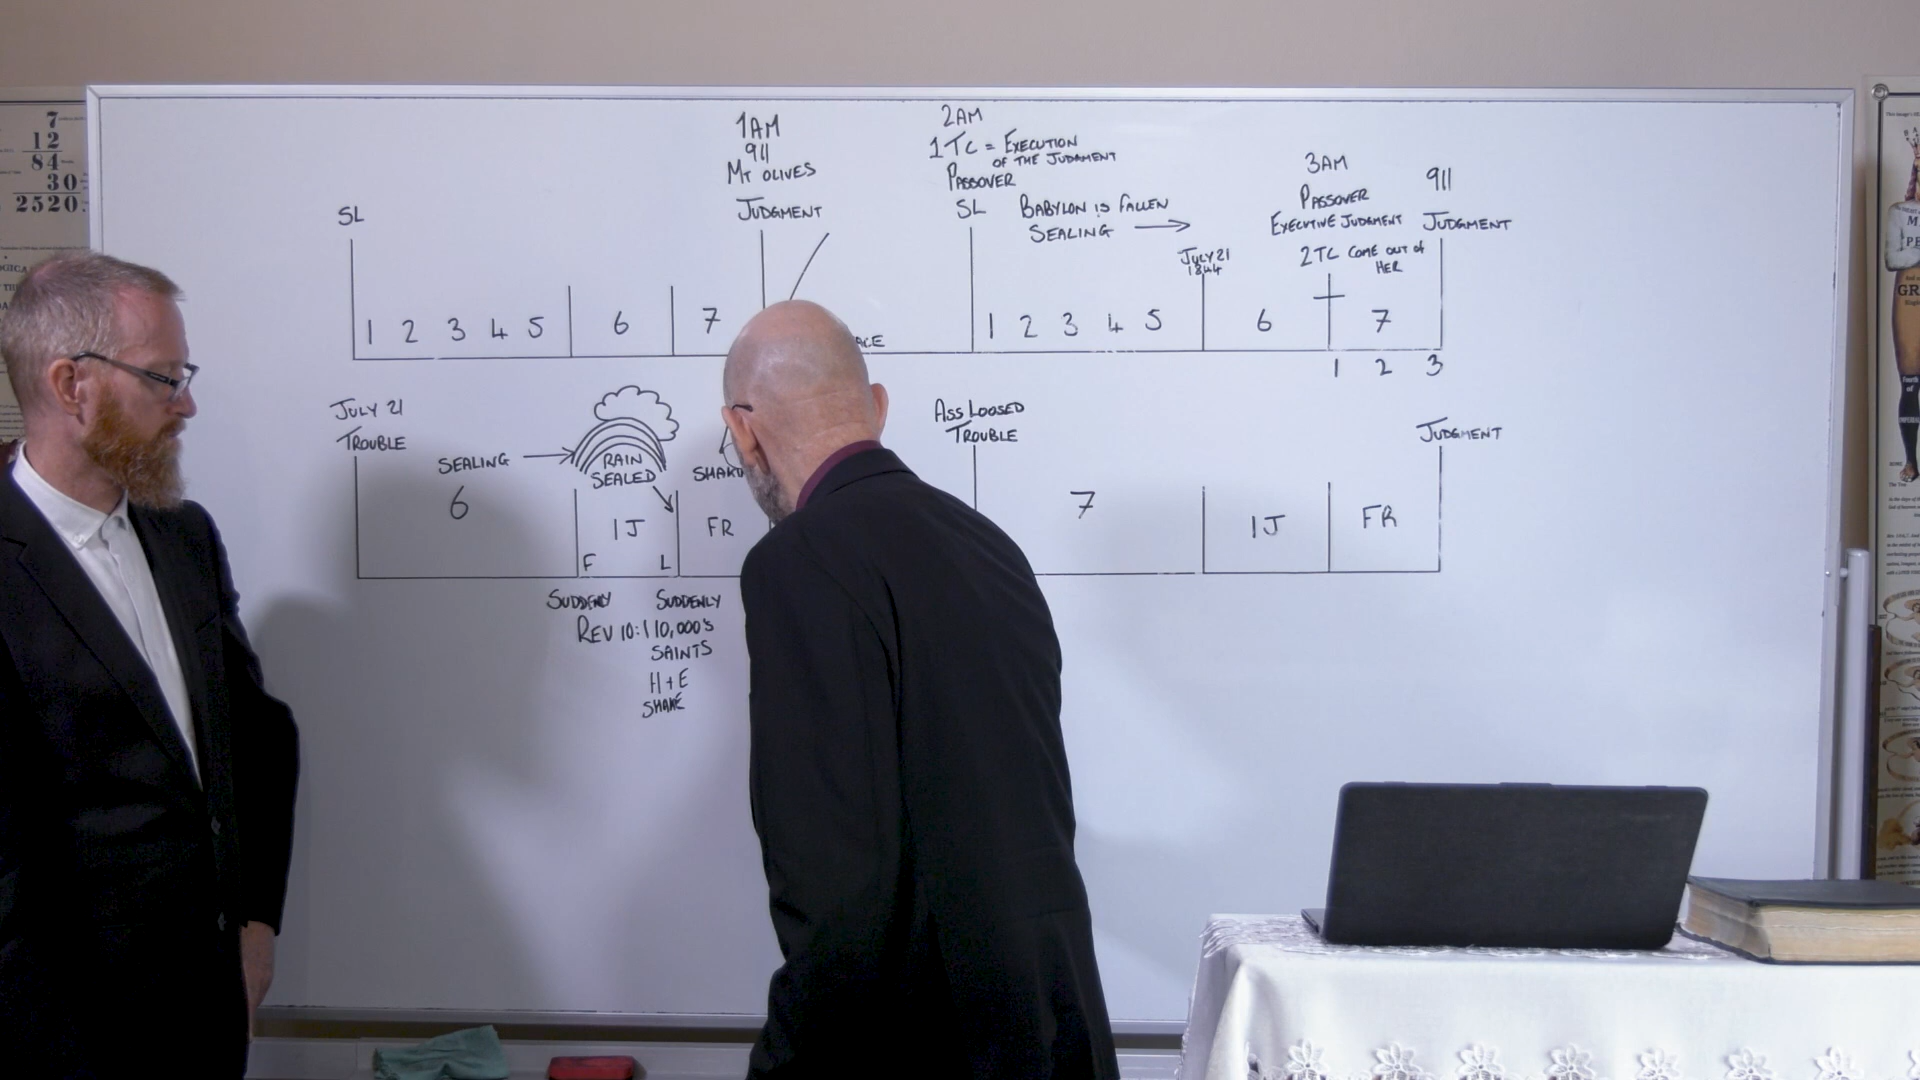 7
12
84
30
2520
1AM
911
MT OLIVES
JUDGMENT
2AM
1TC = EXECUTION
OF THE JUDGMENT
PASSOVER
SL
SL
BABYLON IS FALLEN
SEALING
JULY 21
1844
3AM
PASSOVER
EXECUTIVE JUDGMENT
2TC COME OUT OF
HER
911
JUDGMENT
1 2 3 4 5 6 7
1 2 3 4 5 6 7
1 2 3
JULY 21
TROUBLE
SEALING
RAIN
SEALED
ASS LOOSED
TROUBLE
JUDGMENT
6 1J FR
F L
7 1J FR
SUDDENLY SUDDENLY
REV 10:1 10,000's
SAINTS
H + E
SHAKE